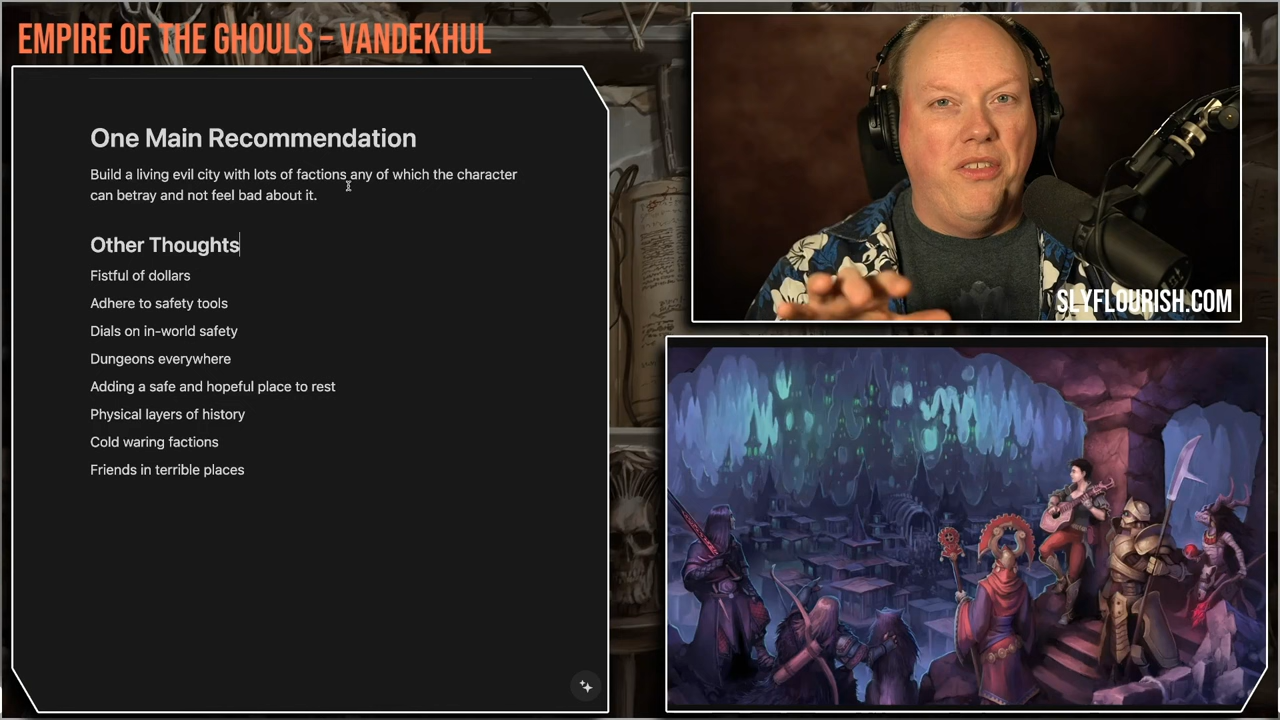 EMPIRE OF THE GHOULS – VANDEKHUL
One Main Recommendation
Build a living evil city with lots of factions any of which the character
can betray and not feel bad about it.
Other Thoughts
Fistful of dollars
Adhere to safety tools
Dials on in-world safety
Dungeons everywhere
Adding a safe and hopeful place to rest
Physical layers of history
Cold waring factions
Friends in terrible places
SLYFLOURISH.COM